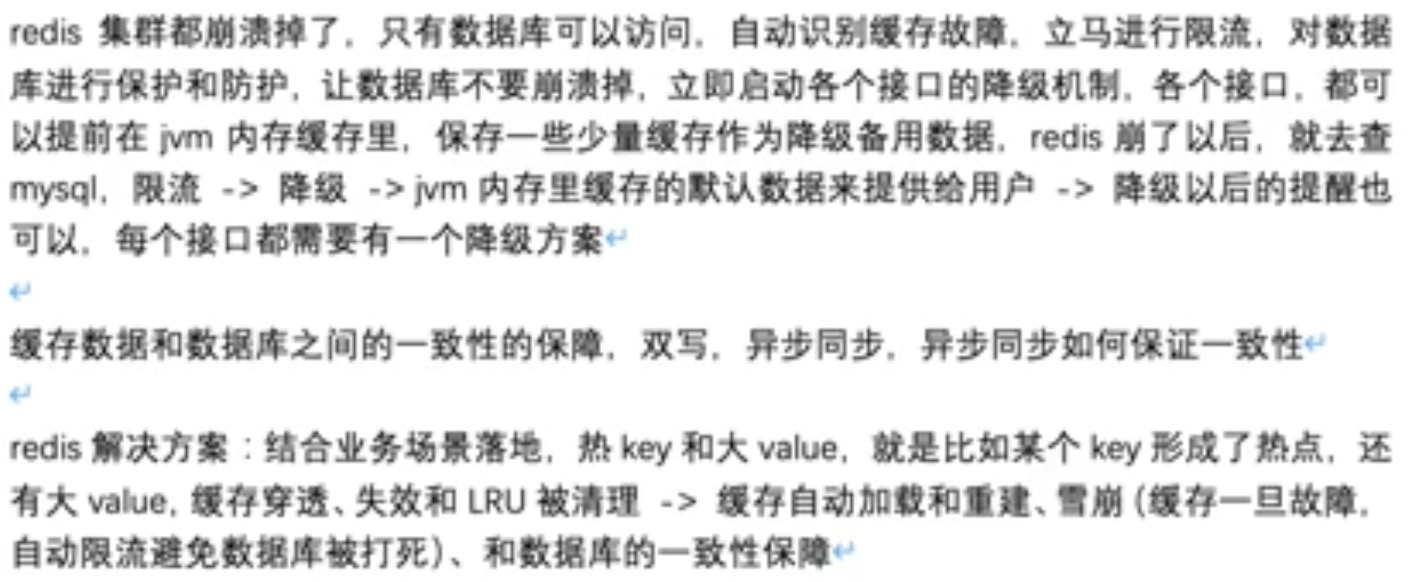 redis 集群都崩溃掉了，只有数据库可以访问，自动识别缓存故障，立马进行限流，对数据
库进行保护和防护，让数据库不要崩溃掉，立即启动各个接口的降级机制，各个接口，都可
以提前在 jvm 内存缓存里，保存一些少量缓存作为降级备用数据，redis 崩了以后，就去查
mysql，限流 -> 降级 -> jvm 内存里缓存的默认数据来提供给用户 -> 降级以后的提醒也
可以，每个接口都需要有一个降级方案↵
↵
缓存数据和数据库之间的一致性的保障，双写，异步同步，异步同步如何保证一致性↵
↵
redis 解决方案：结合业务场景落地，热 key 和大 value，就是比如某个 key 形成了热点，还
有大 value, 缓存穿透、失效和 LRU 被清理 -> 缓存自动加载和重建、雪崩（缓存一旦故障，
自动限流避免数据库被打死）、和数据库的一致性保障↵